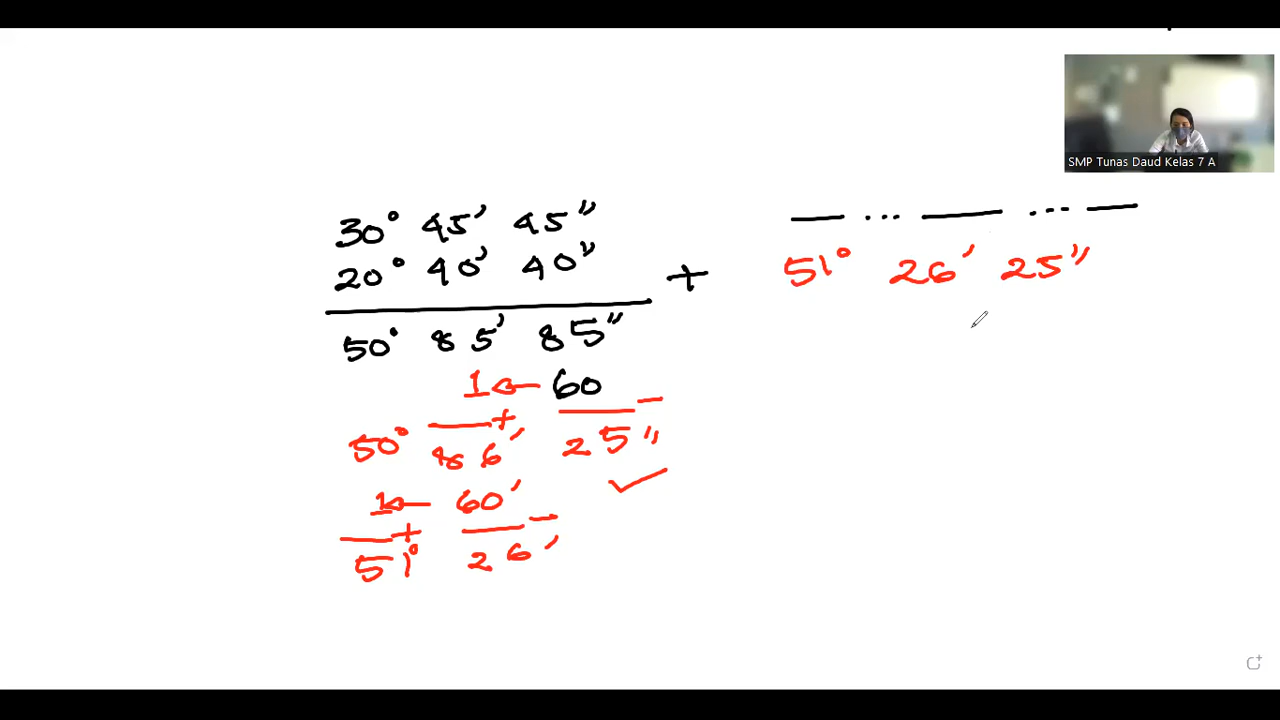 SMP Tunas Daud Kelas 7 A
30° 45' 45"
20° 40' 40" +
50° 85' 85"
1 ← 60 -
+
50° 86' 25" ✓
1 ← 60' -
+
51° 26'
— ... — ... —
51° 26' 25"